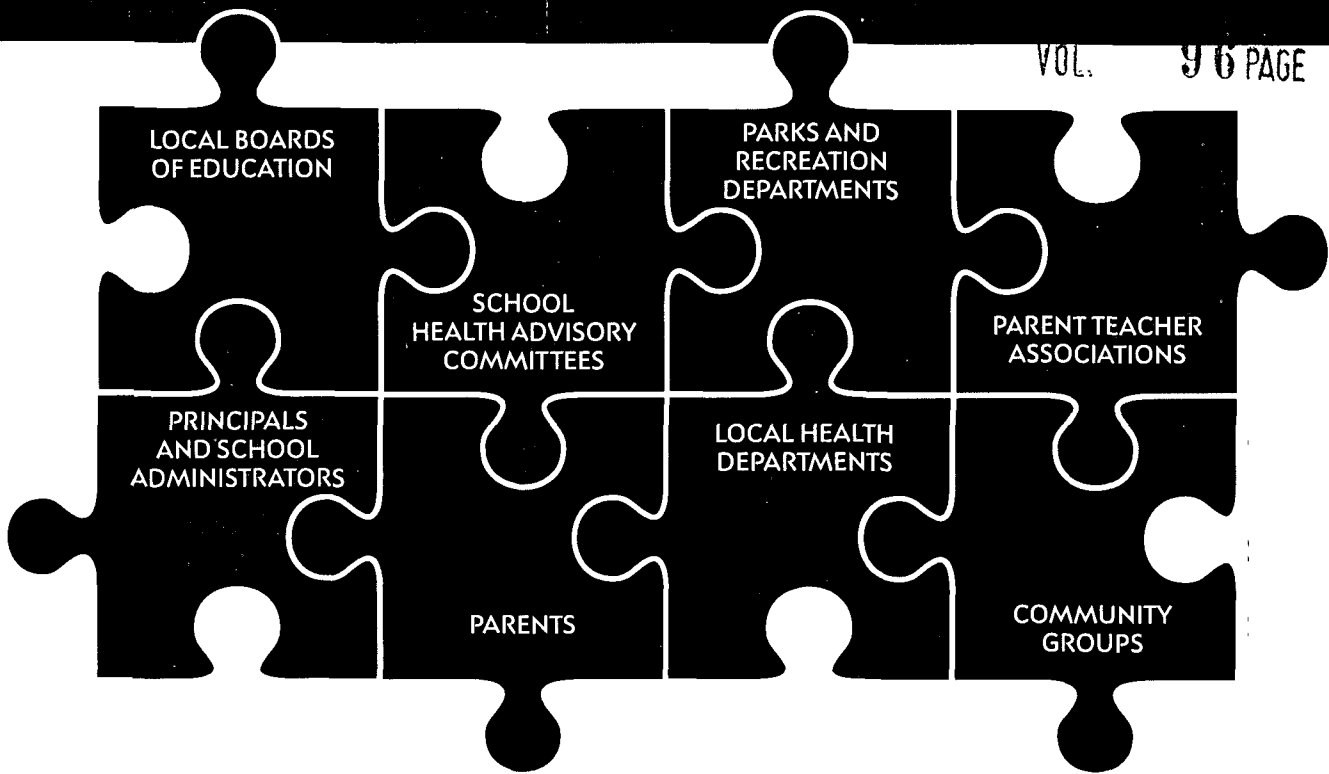 VOL. 96 PAGE
LOCAL BOARDS
OF EDUCATION
PARKS AND
RECREATION
DEPARTMENTS
SCHOOL
HEALTH ADVISORY
COMMITTEES
PARENT TEACHER
ASSOCIATIONS
PRINCIPALS
AND SCHOOL
ADMINISTRATORS
LOCAL HEALTH
DEPARTMENTS
PARENTS
COMMUNITY
GROUPS